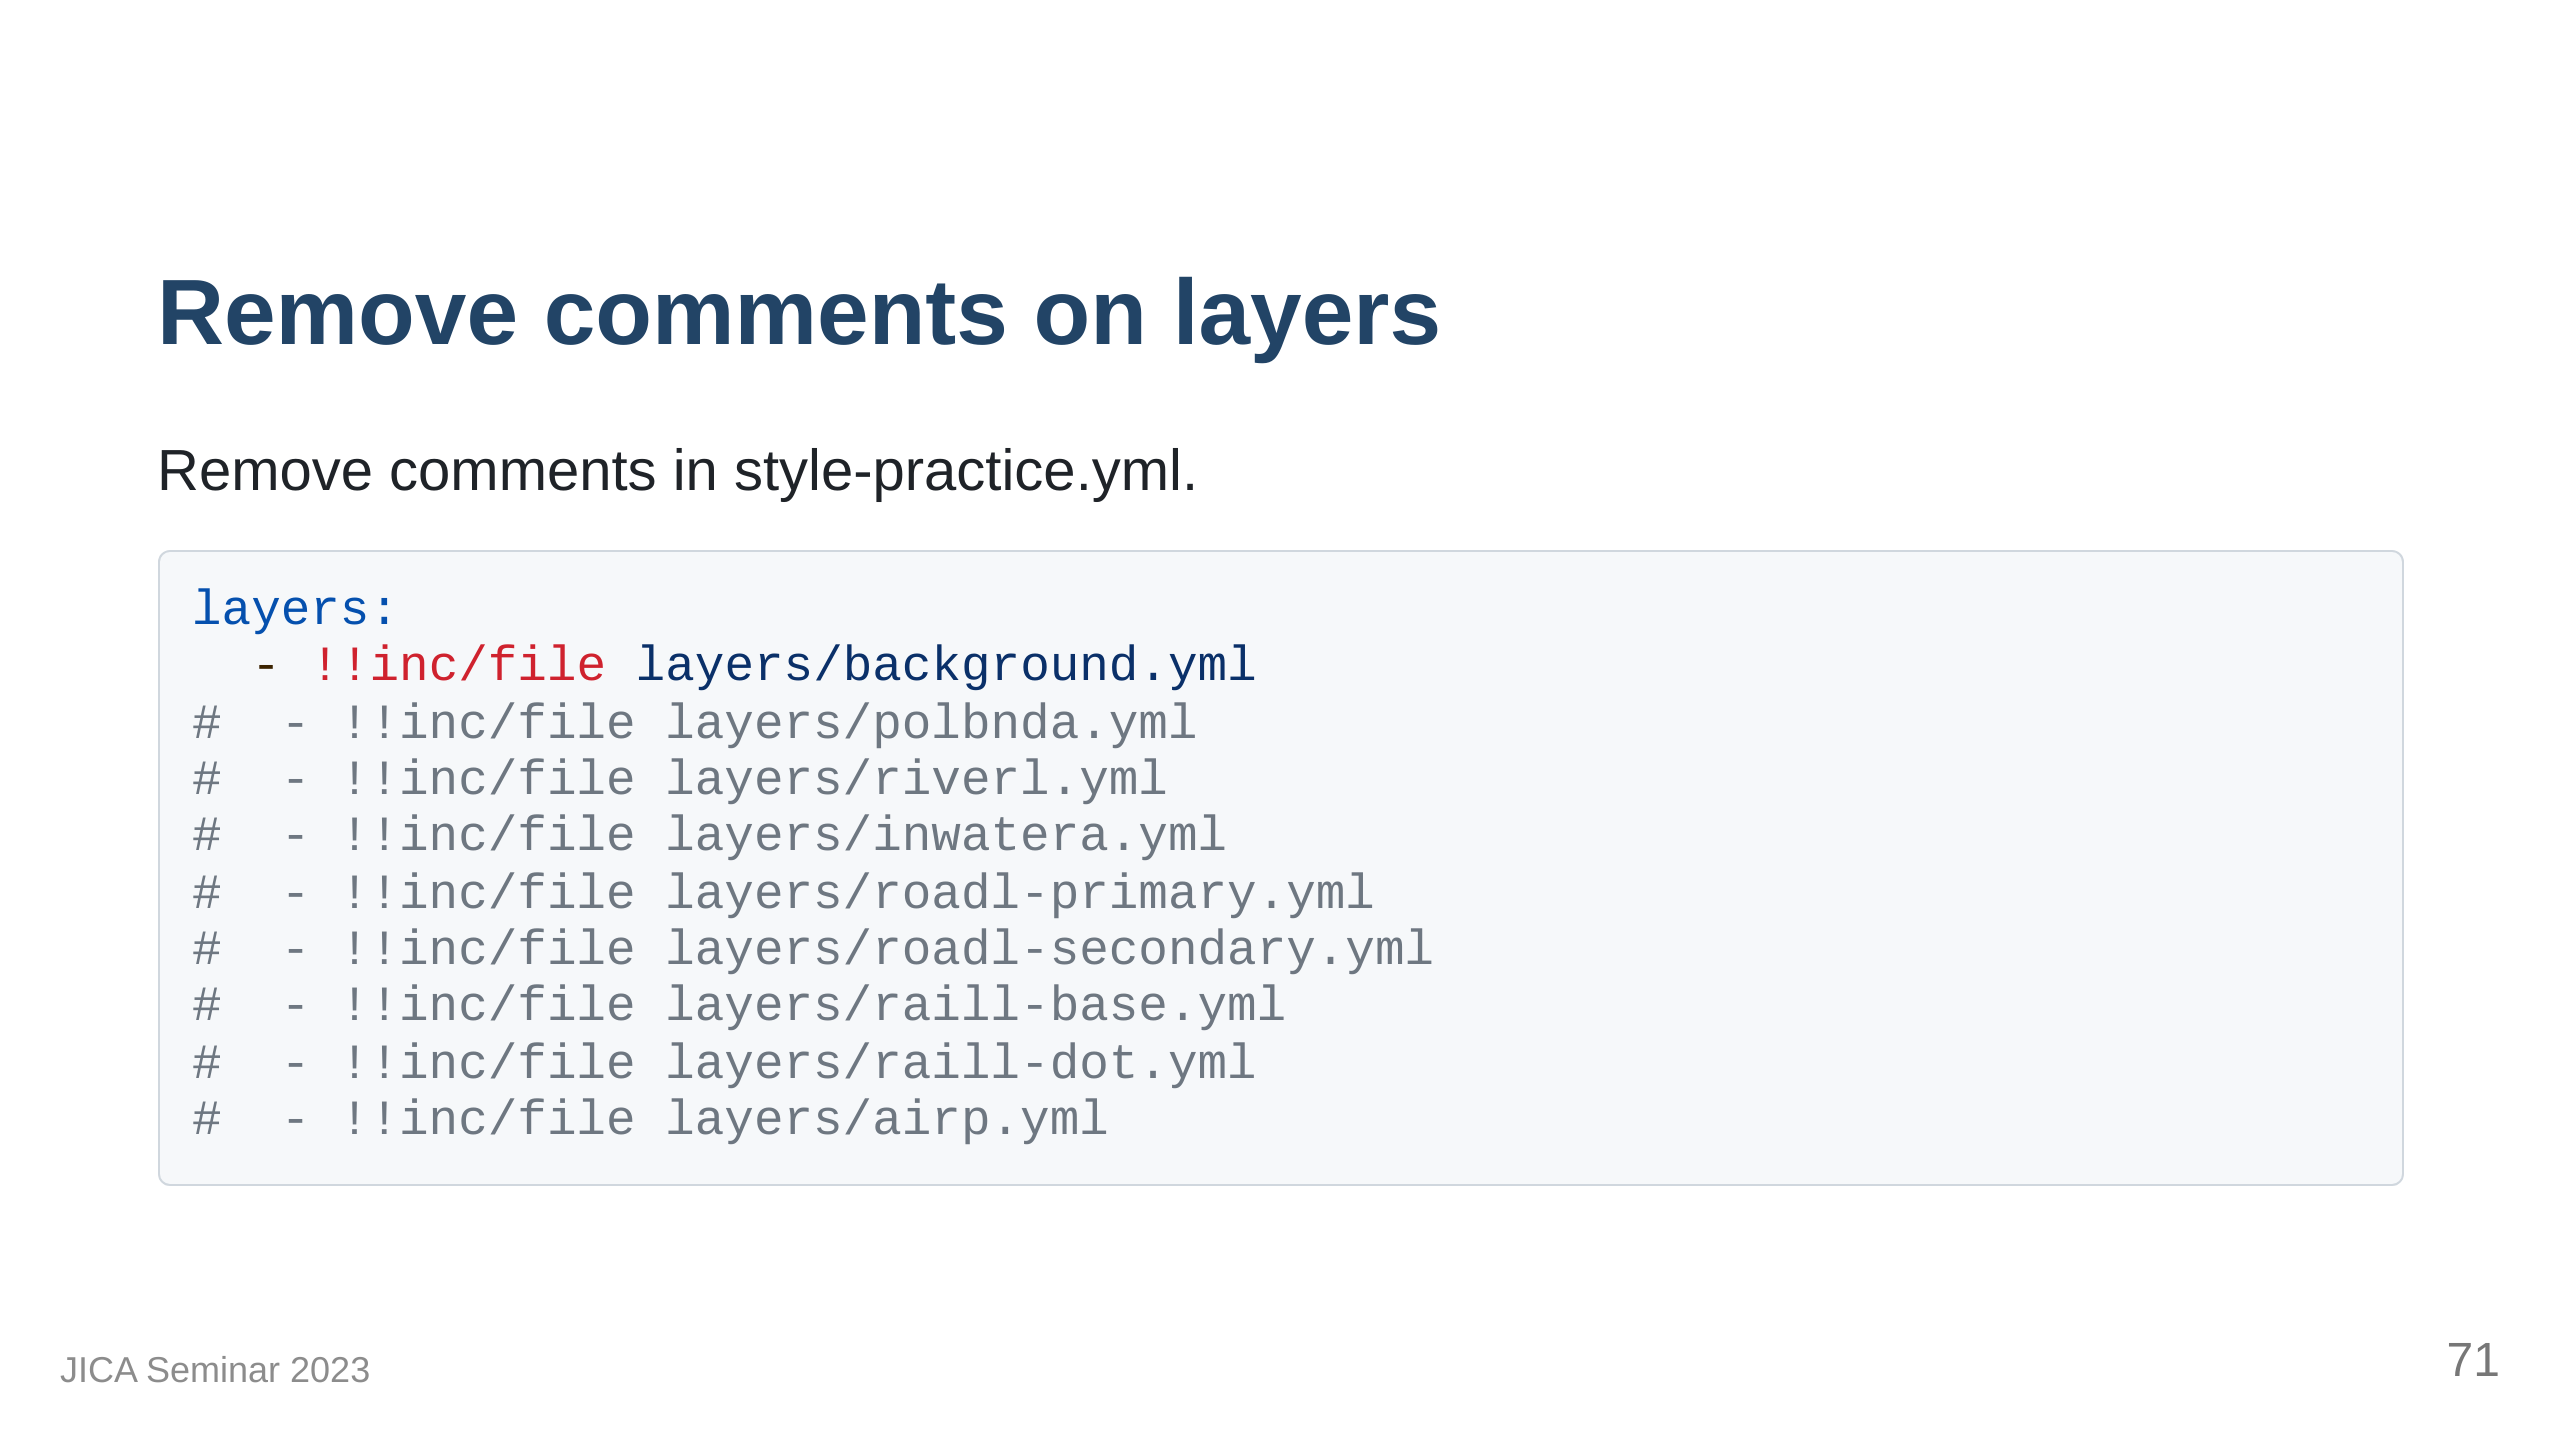 Remove comments on layers
Remove comments in style-practice.yml.
layers:
  - !!inc/file layers/background.yml
#  - !!inc/file layers/polbnda.yml
#  - !!inc/file layers/riverl.yml
#  - !!inc/file layers/inwatera.yml
#  - !!inc/file layers/roadl-primary.yml
#  - !!inc/file layers/roadl-secondary.yml
#  - !!inc/file layers/raill-base.yml
#  - !!inc/file layers/raill-dot.yml
#  - !!inc/file layers/airp.yml
JICA Seminar 2023
71